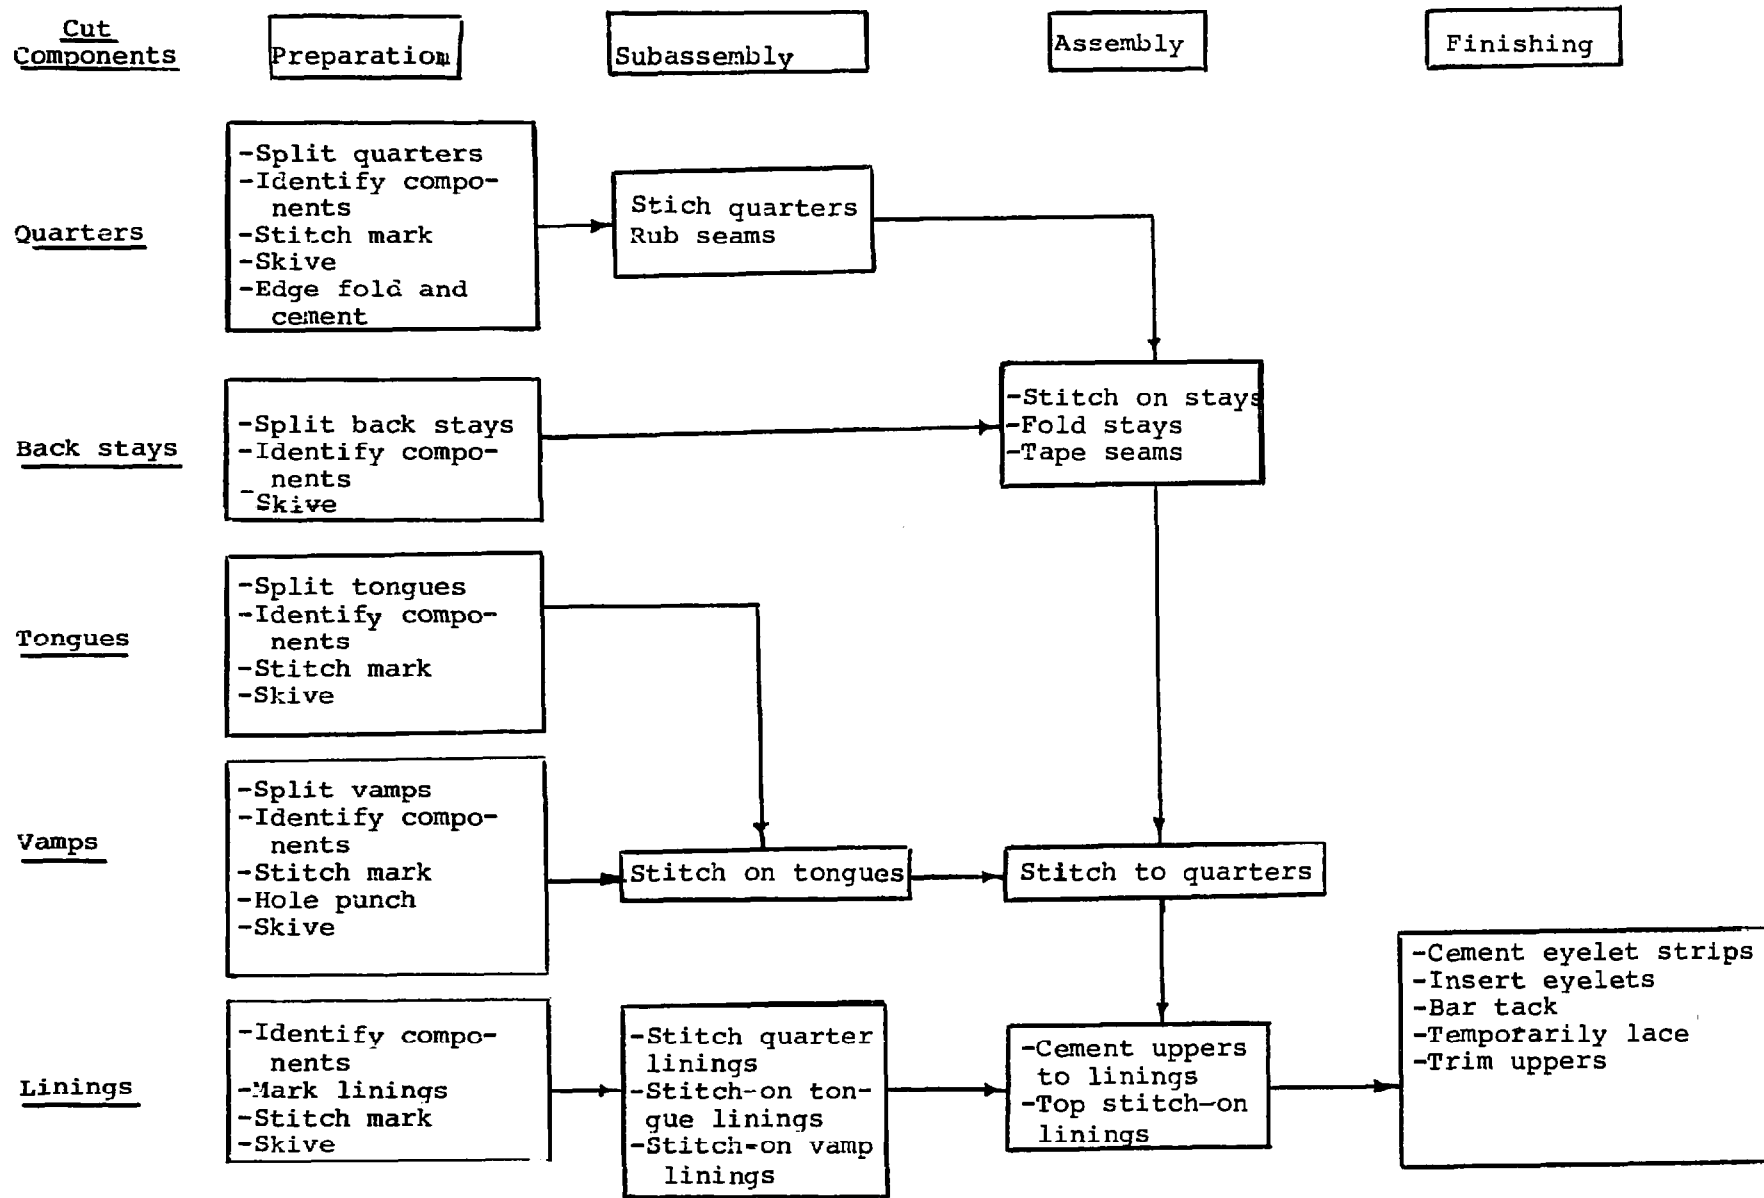 Cut
Components
Preparation
Subassembly
Assembly
Finishing
Quarters
-Split quarters
-Identify compo-
nents
-Stitch mark
-Skive
-Edge fold and
cement
Stich quarters
Rub seams
Back stays
-Split back stays
-Identify compo-
nents
-Skive
-Stitch on stays
-Fold stays
-Tape seams
Tongues
-Split tongues
-Identify compo-
nents
-Stitch mark
-Skive
Vamps
-Split vamps
-Identify compo-
nents
-Stitch mark
-Hole punch
-Skive
Stitch on tongues
Stitch to quarters
Linings
-Identify compo-
nents
-Mark linings
-Stitch mark
-Skive
-Stitch quarter
linings
-Stitch-on ton-
gue linings
-Stitch-on vamp
linings
-Cement uppers
to linings
-Top stitch-on
linings
-Cement eyelet strips
-Insert eyelets
-Bar tack
-Temporarily lace
-Trim uppers